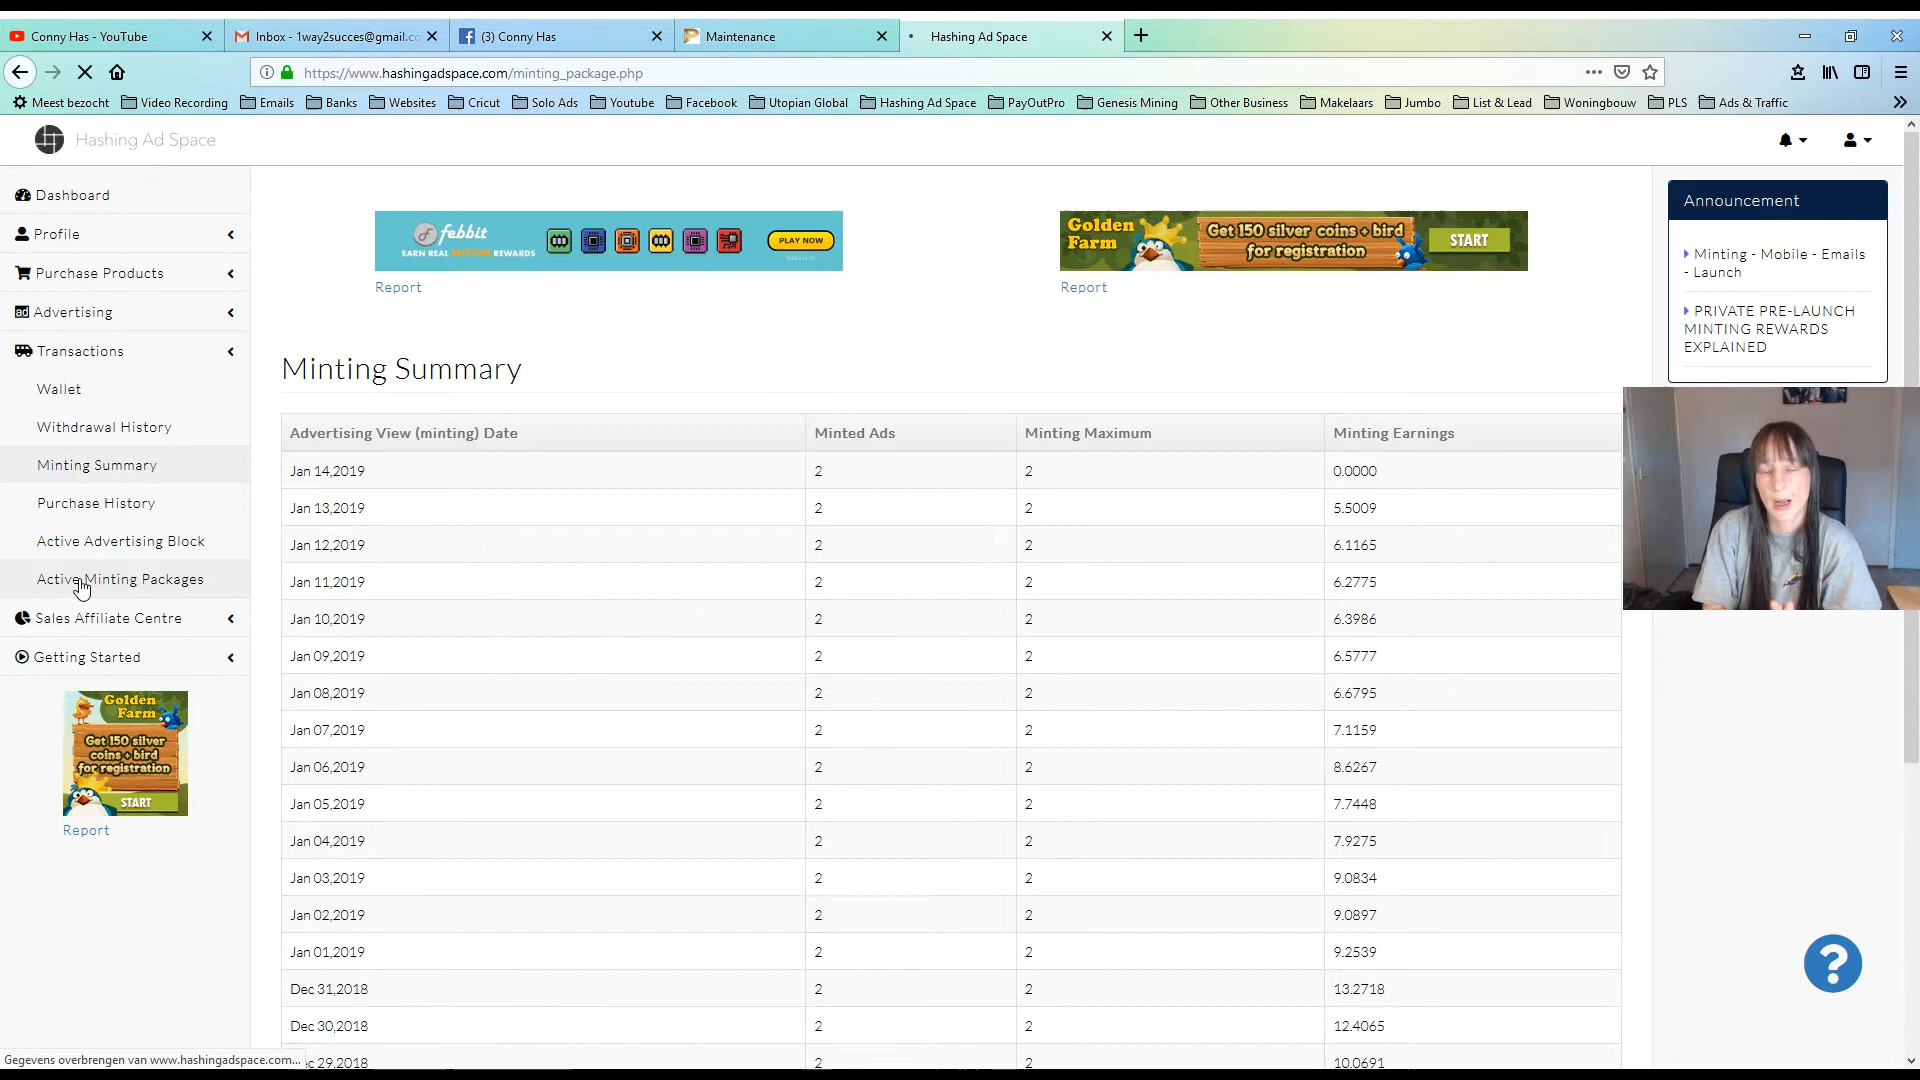 Conny Has - YouTube
Inbox - 1way2succes@gmail.co
(3) Conny Has
Maintenance
Hashing Ad Space
https://www.hashingadspace.com/minting_package.php
Meest bezocht Video Recording Emails Banks Websites Cricut Solo Ads Youtube Facebook Utopian Global Hashing Ad Space PayOutPro Genesis Mining Other Business Makelaars Jumbo List & Lead Woningbouw PLS Ads & Traffic
Hashing Ad Space
Dashboard
Profile
Purchase Products
Advertising
Transactions
Wallet
Withdrawal History
Minting Summary
Purchase History
Active Advertising Block
Active Minting Packages
Sales Affiliate Centre
Getting Started
Golden
Farm
Get 150 silver
coins + bird
for registration
START
Report
febbit
EARN REAL BITCOIN REWARDS
PLAY NOW
Report
Golden
Farm
Get 150 silver coins + bird
for registration
START
Report
Minting Summary
Advertising View (minting) Date Minted Ads Minting Maximum Minting Earnings
Jan 14,2019 2 2 0.0000
Jan 13,2019 2 2 5.5009
Jan 12,2019 2 2 6.1165
Jan 11,2019 2 2 6.2775
Jan 10,2019 2 2 6.3986
Jan 09,2019 2 2 6.5777
Jan 08,2019 2 2 6.6795
Jan 07,2019 2 2 7.1159
Jan 06,2019 2 2 8.6267
Jan 05,2019 2 2 7.7448
Jan 04,2019 2 2 7.9275
Jan 03,2019 2 2 9.0834
Jan 02,2019 2 2 9.0897
Jan 01,2019 2 2 9.2539
Dec 31,2018 2 2 13.2718
Dec 30,2018 2 2 12.4065
c 29,2018 2 2 10.0691
Announcement
Minting - Mobile - Emails
- Launch
PRIVATE PRE-LAUNCH
MINTING REWARDS
EXPLAINED
?
Gegevens overbrengen van www.hashingadspace.com...